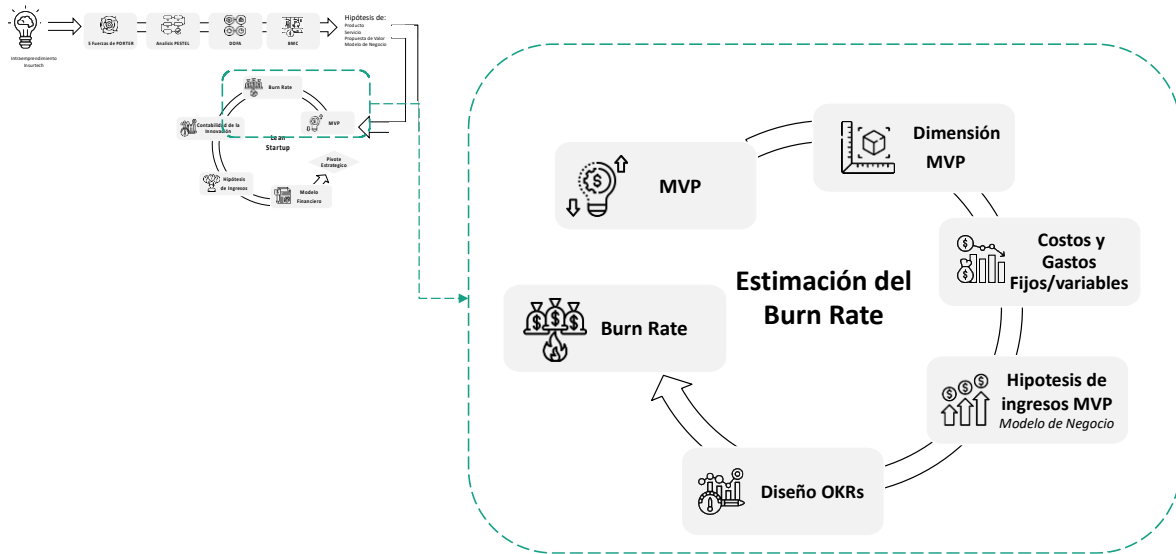 Hipótesis de:
Producto
Servicio
Propuesta de Valor
Modelo de Negocio
5 Fuerzas de PORTER
Analisis PESTEL
DOFA
BMC
Intraemprendimiento
Insurtech
Burn Rate
MVP
Contabilidad de la
Innovación
Lean
Startup
Pivote
Estrategico
Hipótesis
de Ingresos
Modelo
Financiero
Dimensión
MVP
MVP
Costos y
Gastos
Fijos/variables
Estimación del
Burn Rate
Burn Rate
Hipotesis de
ingresos MVP
Modelo de Negocio
Diseño OKRs